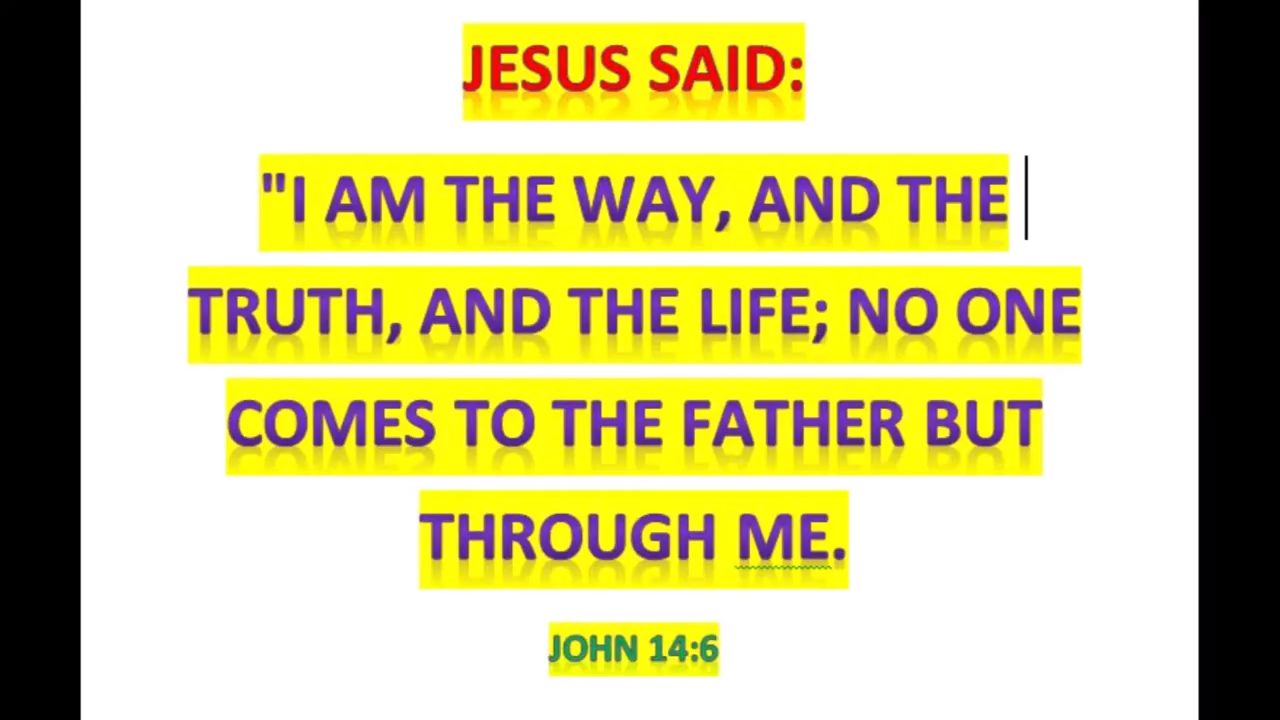 JESUS SAID:
"I AM THE WAY, AND THE
TRUTH, AND THE LIFE; NO ONE
COMES TO THE FATHER BUT
THROUGH ME.
JOHN 14:6